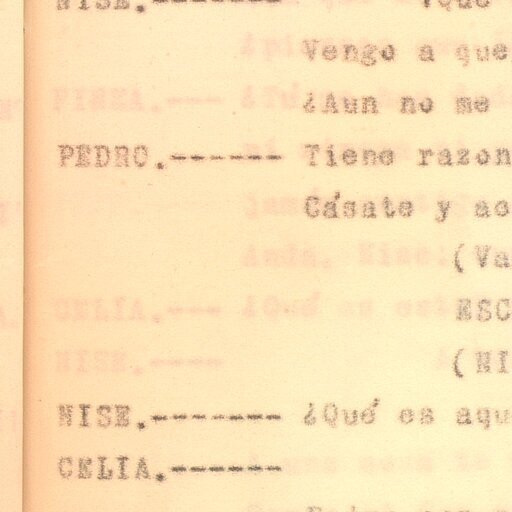 NISE.------- ¿Que
Vengo a que
¿Aun no me
PEDRO.------ Tiene razon
Cásate y ac
(Va
ESC
(NI
NISE.------- ¿Qué es aqu
CELIA.------